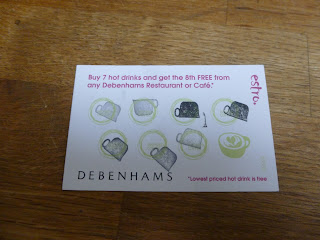 Buy 7 hot drinks and get the 8th FREE from
any Debenhams Restaurant or Café.*
estro.
DEBENHAMS
*Lowest priced hot drink is free